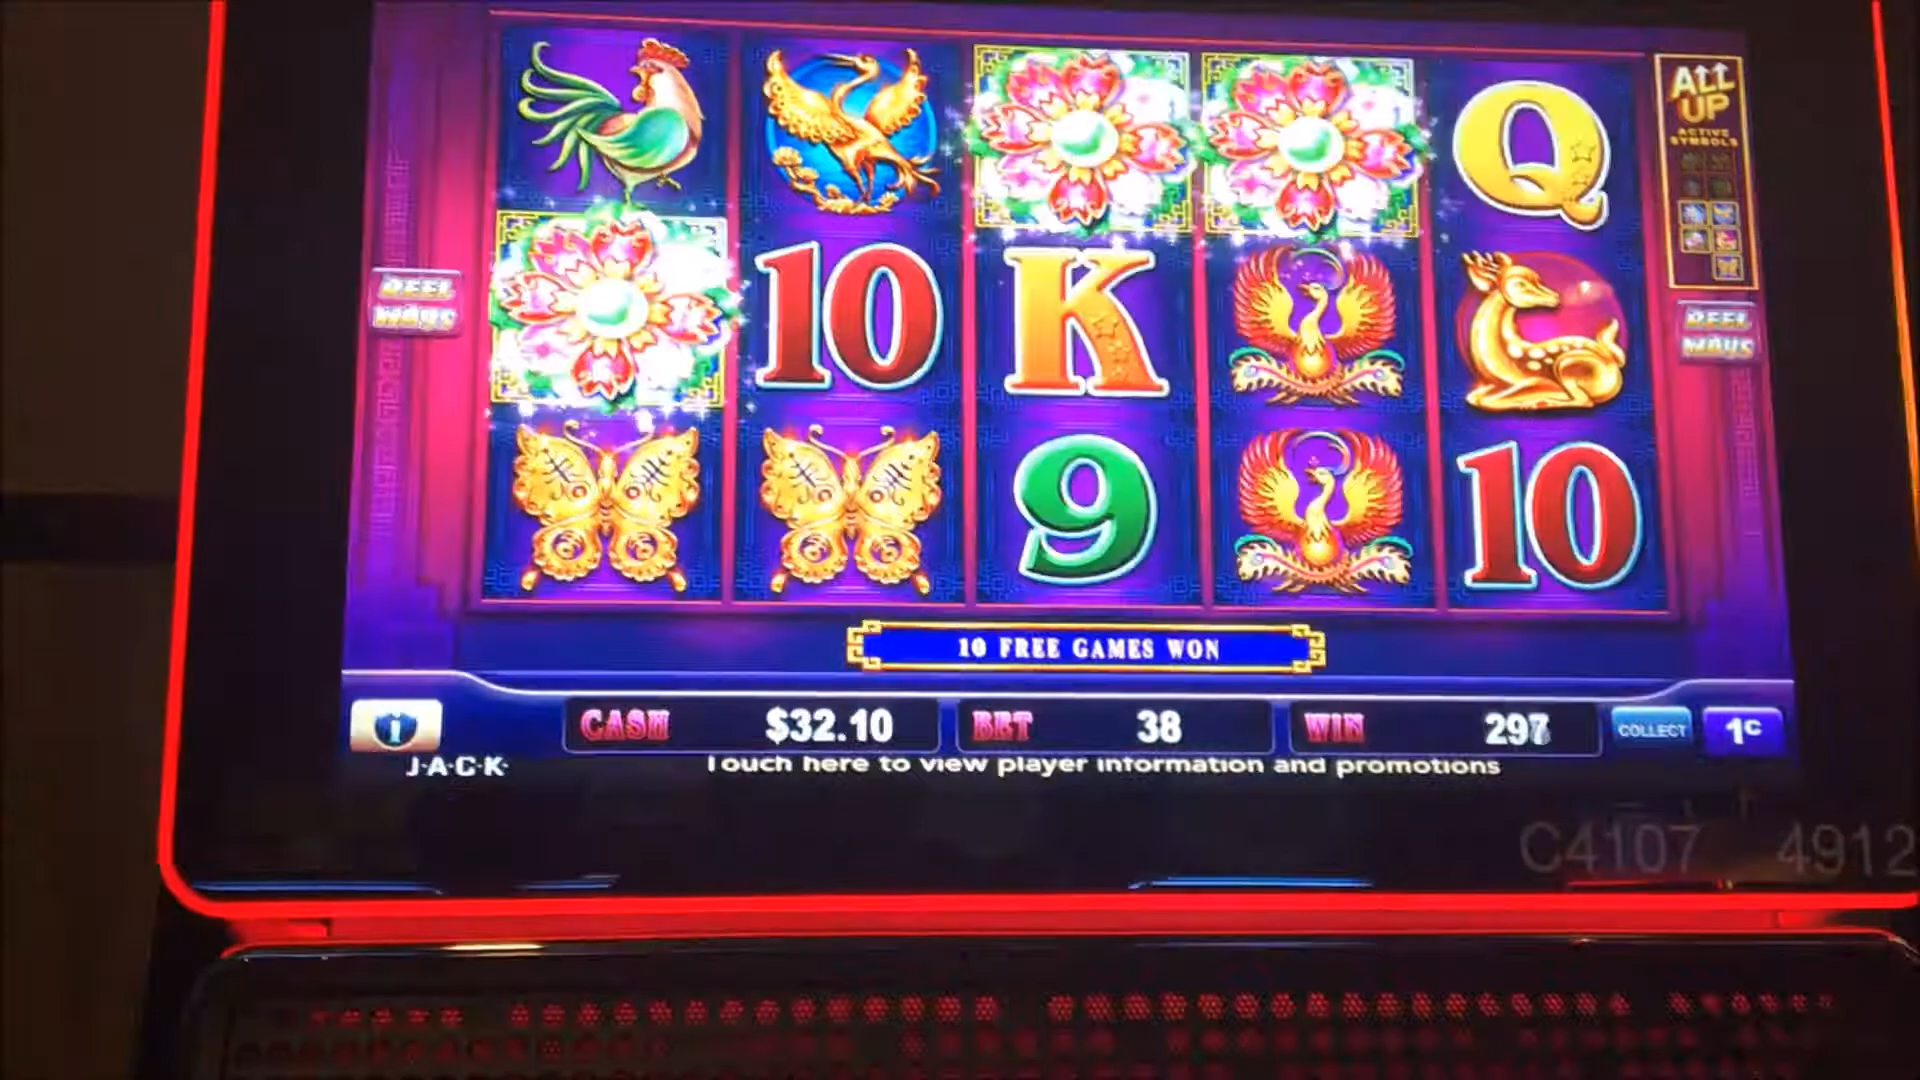 ALL
UP
ACTIVE
SYMBOLS
Q
10
K
REEL
WAYS
REEL
WAYS
9
10
10 FREE GAMES WON
CASH $32.10 BET 38 WIN 297 COLLECT 1¢
i
J·A·C·K·
Touch here to view player information and promotions
C4107 4912